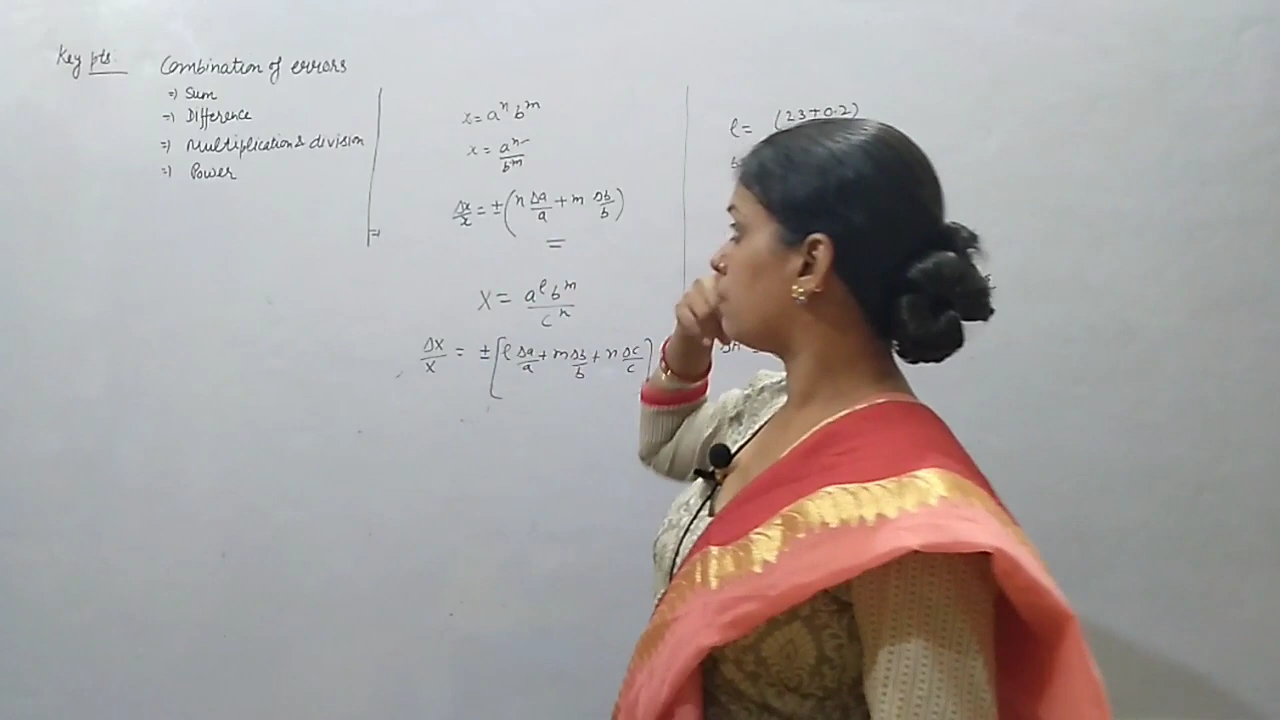 Key pts. Combination of errors
=) Sum
=) Difference
=) Multiplication & division
=) Power
x = aⁿ bᵐ
x = aⁿ/bᵐ
Δx/x = ± (n Δa/a + m Δb/b)
=
X = aˡ bᵐ/cⁿ
ΔX/X = ± [l Δa/a + m Δb/b + n Δc/c]
l = (23 ± 0.2)